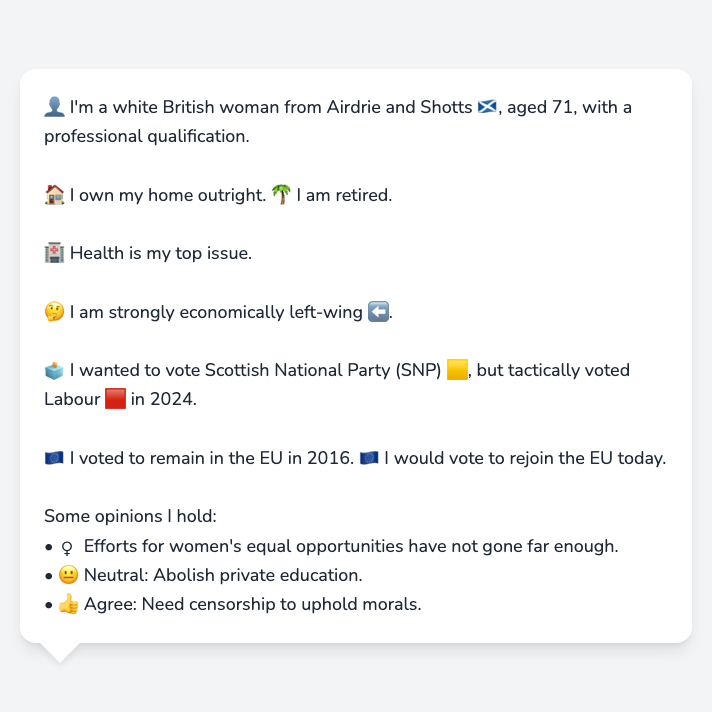 👤 I'm a white British woman from Airdrie and Shotts 🏴󠁧󠁢󠁳󠁣󠁴󠁿, aged 71, with a
professional qualification.
🏠 I own my home outright. 🌴 I am retired.
🏥 Health is my top issue.
🤔 I am strongly economically left-wing ⬅️.
🗳️ I wanted to vote Scottish National Party (SNP) 🟨, but tactically voted
Labour 🟥 in 2024.
🇪🇺 I voted to remain in the EU in 2016. 🇪🇺 I would vote to rejoin the EU today.
Some opinions I hold:
• ♀ Efforts for women's equal opportunities have not gone far enough.
• 😐 Neutral: Abolish private education.
• 👍 Agree: Need censorship to uphold morals.